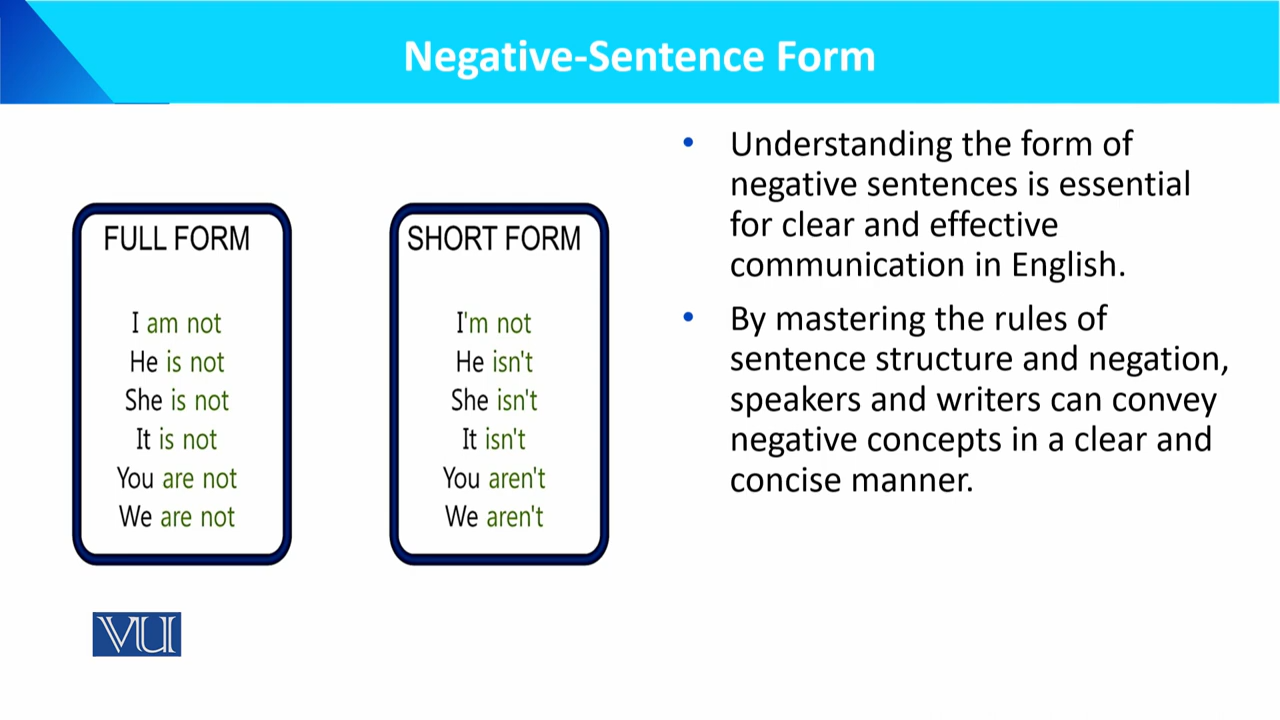 Negative-Sentence Form
FULL FORM
I am not
He is not
She is not
It is not
You are not
We are not
SHORT FORM
I'm not
He isn't
She isn't
It isn't
You aren't
We aren't
• Understanding the form of
negative sentences is essential
for clear and effective
communication in English.
• By mastering the rules of
sentence structure and negation,
speakers and writers can convey
negative concepts in a clear and
concise manner.
VU